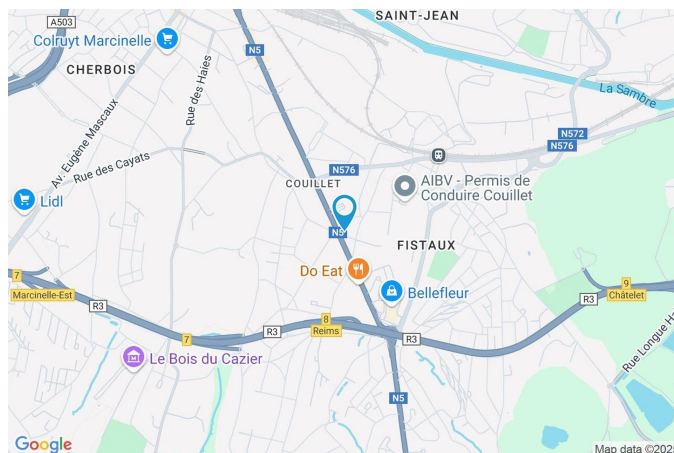 SAINT-JEAN
A503
Colruyt Marcinelle
N5
CHERBOIS
La Sambre
Rue des Haies
Av. Eugène Mascaux
N572
N576
Rue des Cayats
N576
COUILLET
AIBV - Permis de
Conduire Couillet
Lidl
N5
FISTAUX
Do Eat
7
Marcinelle-Est
R3
Bellefleur
9
Châtelet
R3
8
Reims
7
R3
R3
Le Bois du Cazier
N5
Google
Map data ©2025